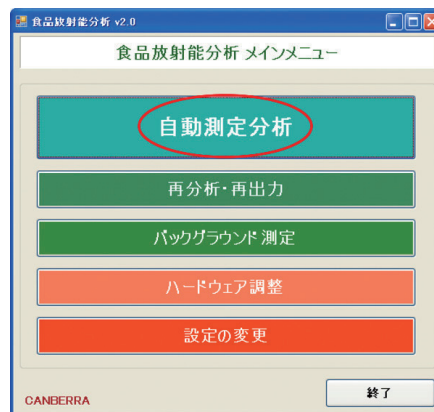 食品放射能分析 v2.0
食品放射能分析 メインメニュー
自動測定分析
再分析・再出力
バックグラウンド測定
ハードウェア調整
設定の変更
CANBERRA
終了